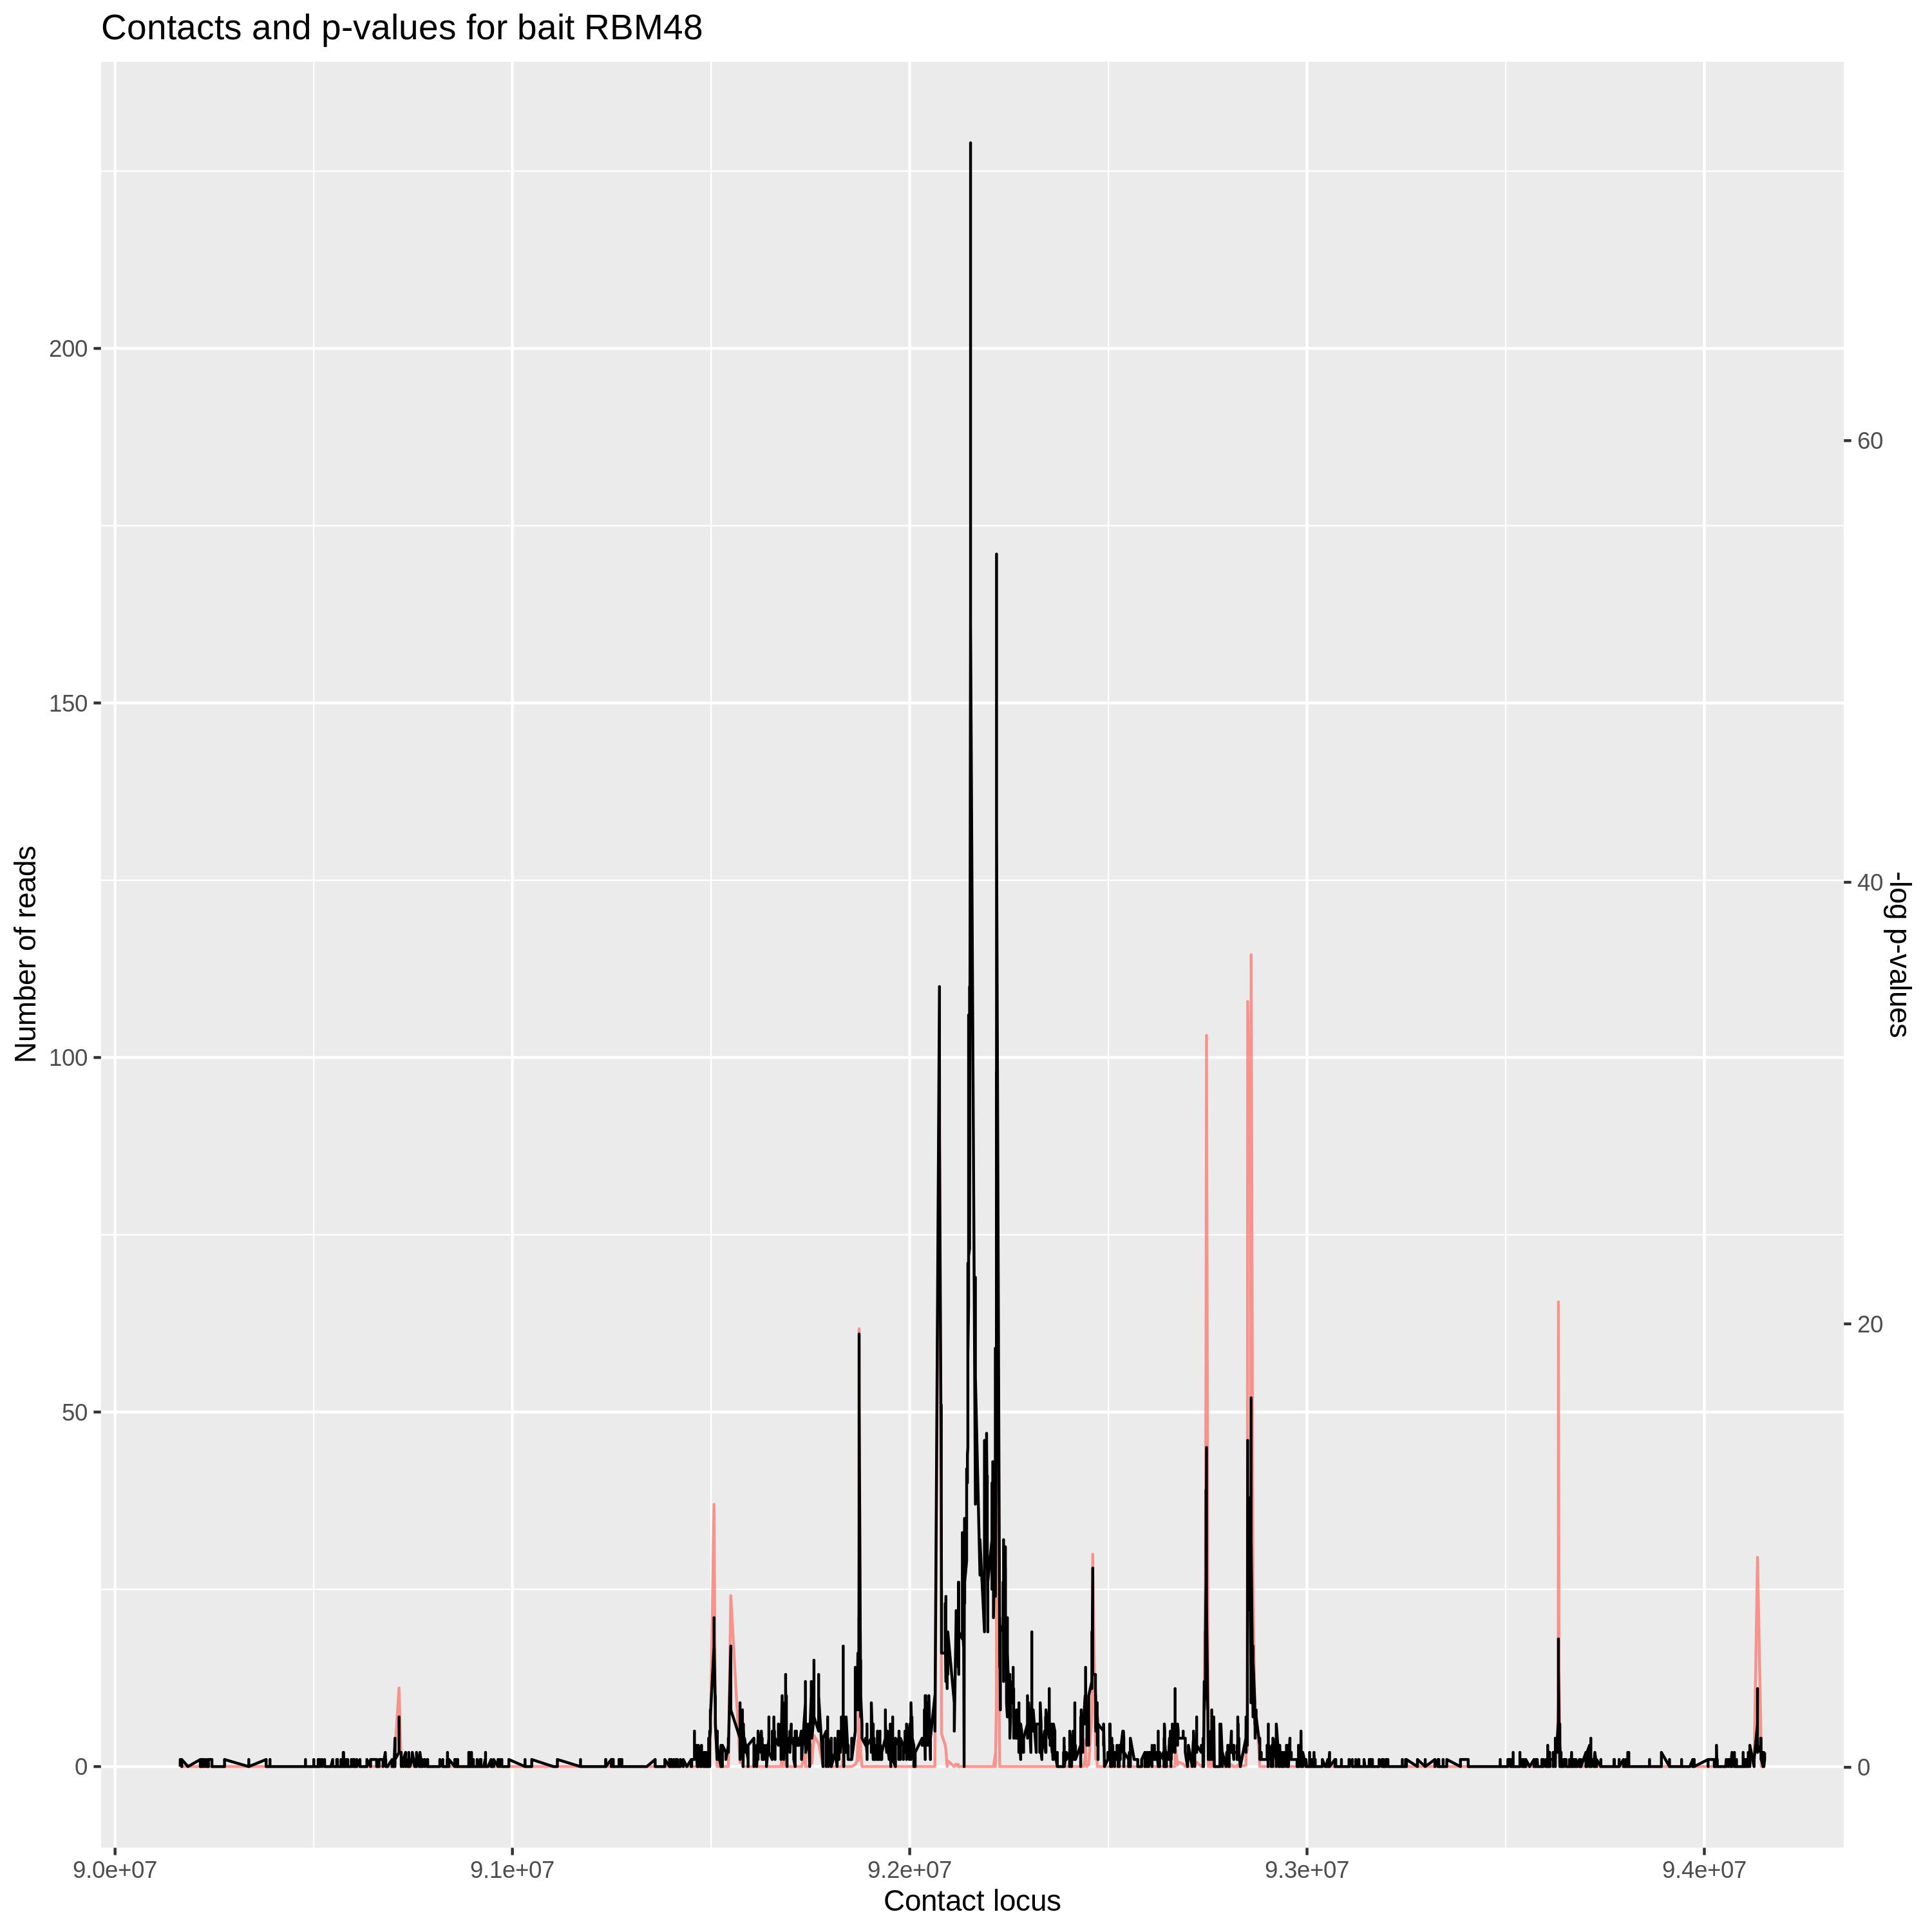 Contacts and p-values for bait RBM48
Number of reads
200
150
100
50
0
60
40
20
0
-log p-values
9.0e+07 9.1e+07 9.2e+07 9.3e+07 9.4e+07
Contact locus